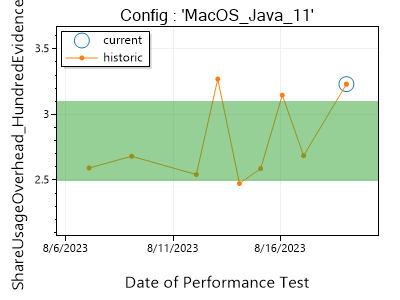 Config : 'MacOS_Java_11'
current
historic
ShareUsageOverhead_HundredEvidence
3.5
3
2.5
8/6/2023
8/11/2023
8/16/2023
Date of Performance Test